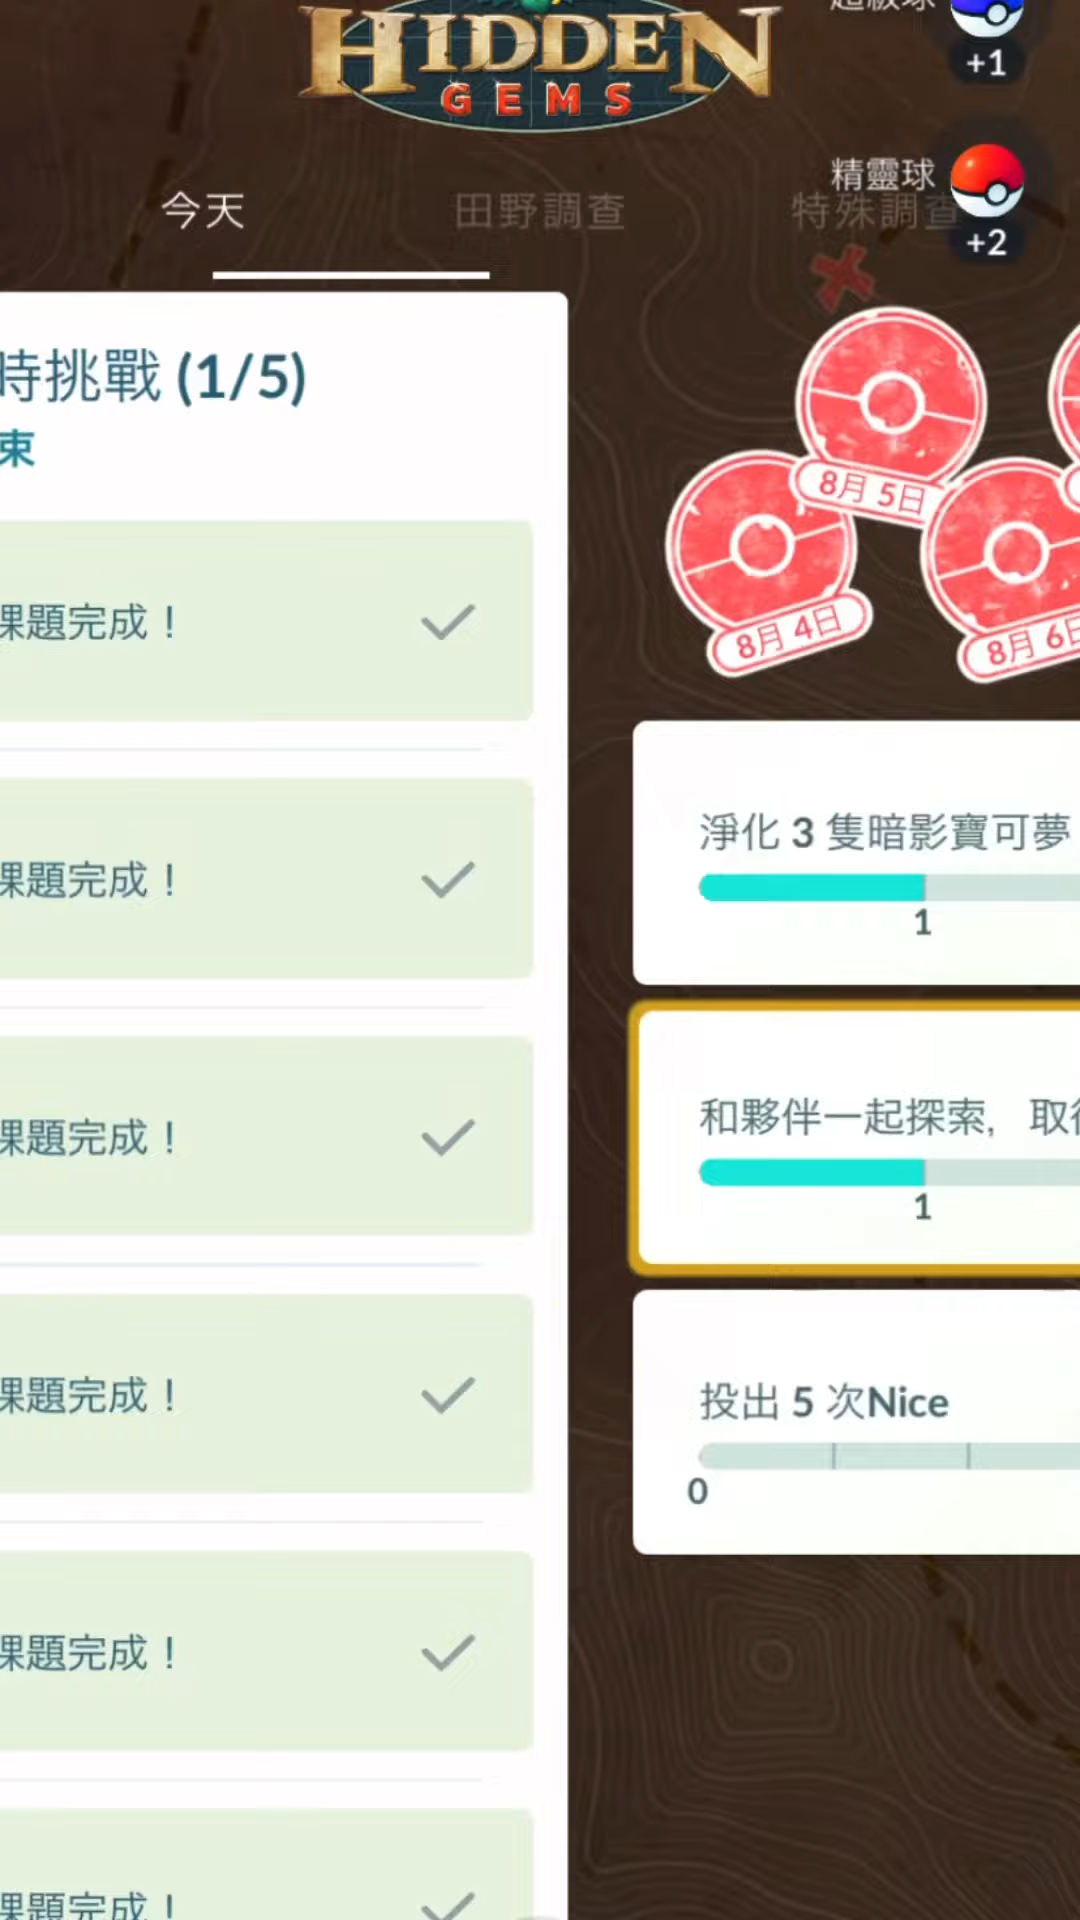 HIDDEN
GEMS
超級球
+1
精靈球
+2
今天
田野調查
特殊調查
時挑戰 (1/5)
束
課題完成！
課題完成！
課題完成！
課題完成！
課題完成！
課題完成！
8月 5日
8月 4日
8月 6日
淨化 3 隻暗影寶可夢
1
和夥伴一起探索，取得
1
投出 5 次Nice
0